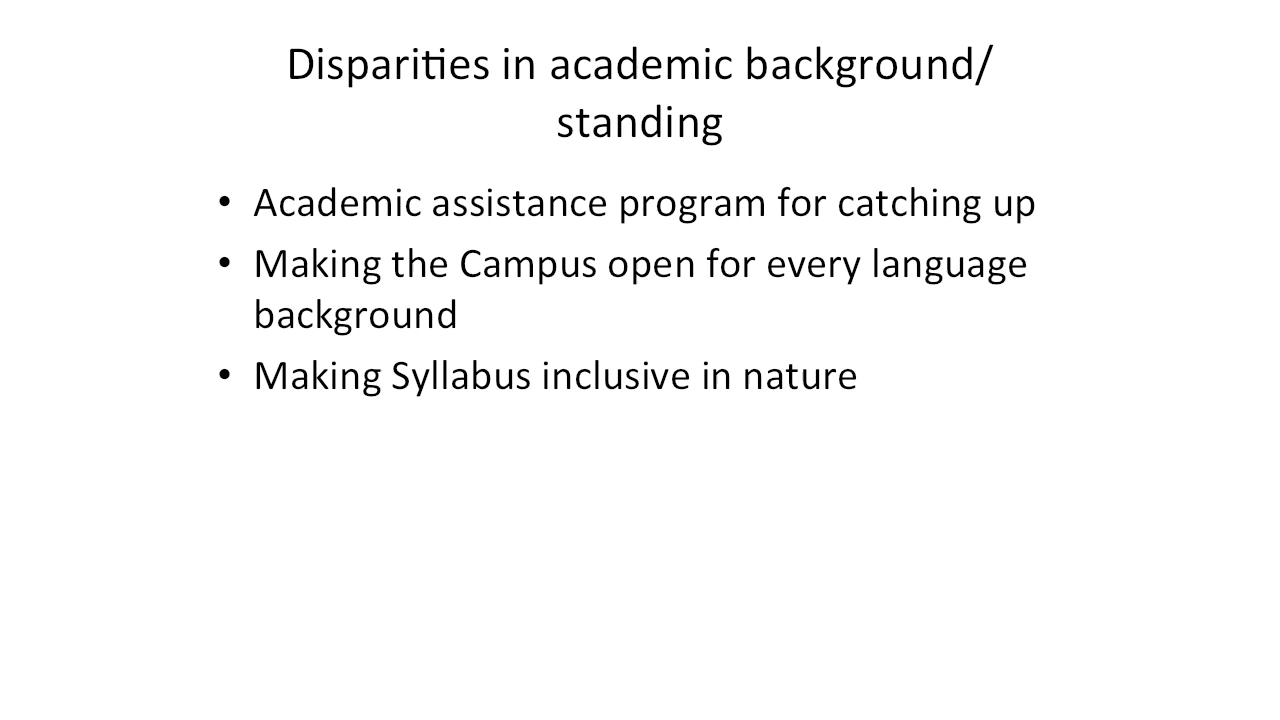 Disparities in academic background/
standing
• Academic assistance program for catching up
• Making the Campus open for every language
background
• Making Syllabus inclusive in nature